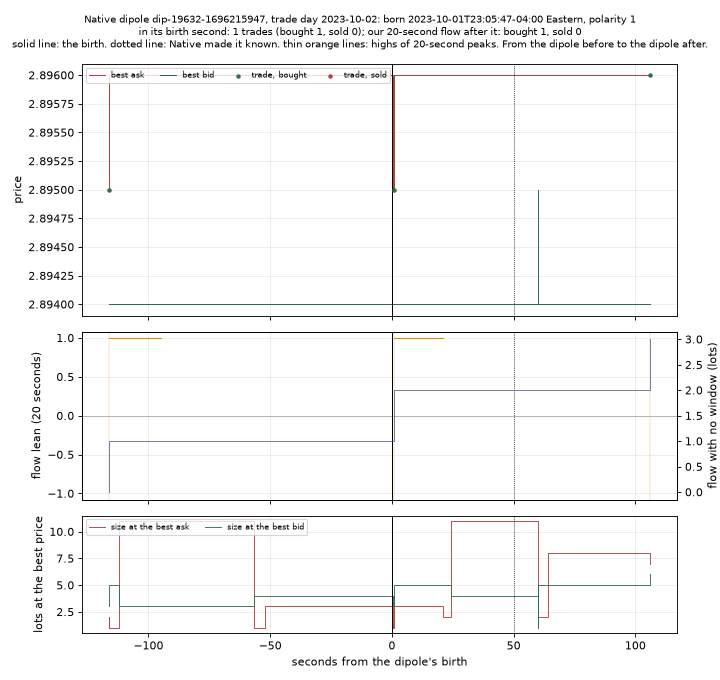 Native dipole dip-19632-1696215947, trade day 2023-10-02: born 2023-10-01T23:05:47-04:00 Eastern, polarity 1
in its birth second: 1 trades (bought 1, sold 0); our 20-second flow after it: bought 1, sold 0
solid line: the birth. dotted line: Native made it known. thin orange lines: highs of 20-second peaks. From the dipole before to the dipole after.
best ask best bid trade, bought trade, sold
2.89600
2.89575
2.89550
2.89525
2.89500
2.89475
2.89450
2.89425
2.89400
price
1.0
0.5
0.0
−0.5
−1.0
flow lean (20 seconds)
3.0
2.5
2.0
1.5
1.0
0.5
0.0
flow with no window (lots)
size at the best ask size at the best bid
10.0
7.5
5.0
2.5
lots at the best price
−100 −50 0 50 100
seconds from the dipole's birth